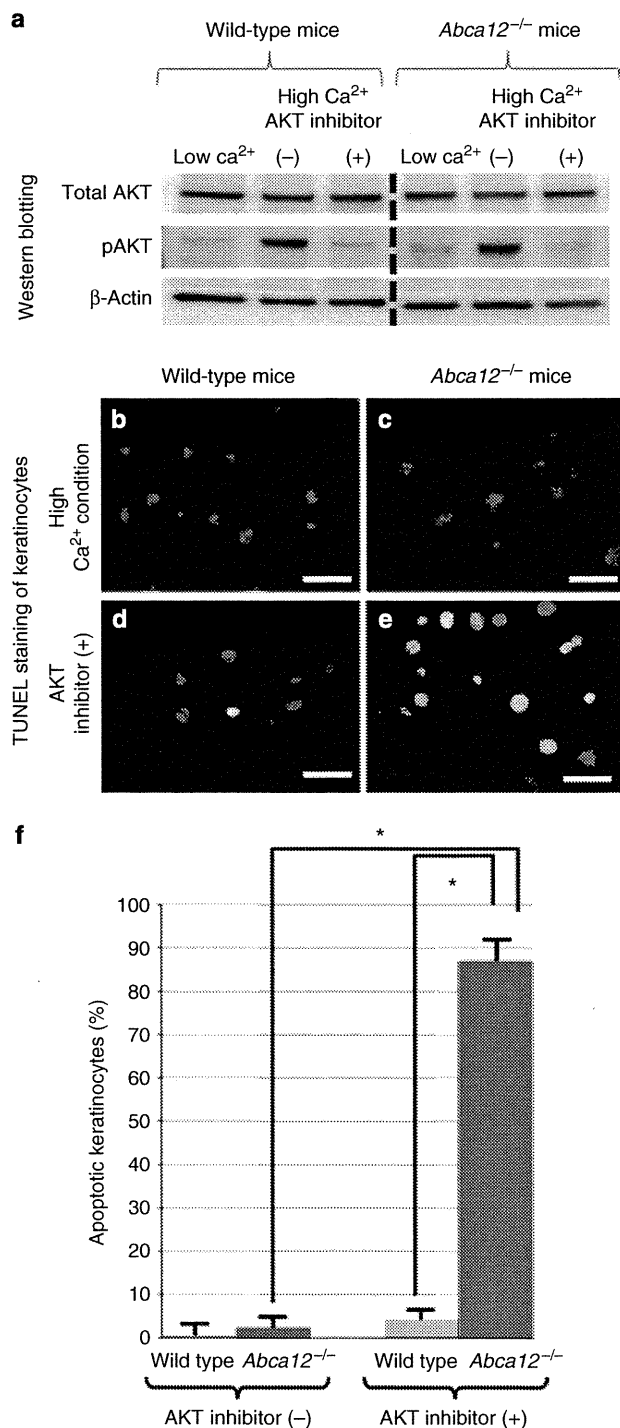 a
Wild-type mice Abca12–/– mice
High Ca2+ High Ca2+
AKT inhibitor AKT inhibitor
Low ca2+ (–) (+) Low ca2+ (–) (+)
Western blotting
Total AKT
pAKT
β-Actin
Wild-type mice Abca12–/– mice
TUNEL staining of keratinocytes
High
Ca2+ condition
b c
AKT
inhibitor (+)
d e
f
* *
Apoptotic keratinocytes (%)
100
90
80
70
60
50
40
30
20
10
0
Wild type Abca12–/– Wild type Abca12–/–
AKT inhibitor (–) AKT inhibitor (+)